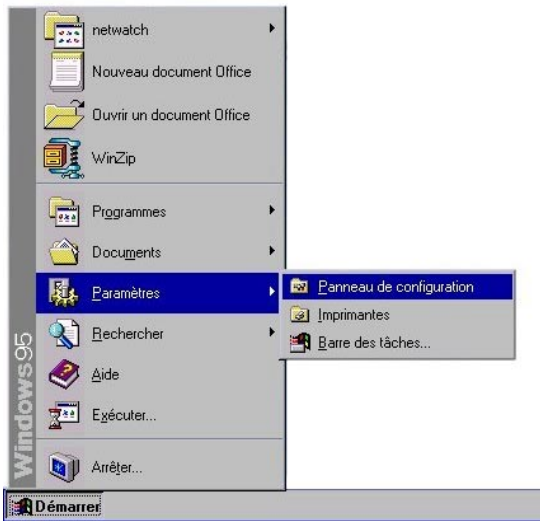 netwatch
Nouveau document Office
Ouvrir un document Office
WinZip
Programmes
Documents
Paramètres
Panneau de configuration
Imprimantes
Barre des tâches...
Rechercher
Aide
Exécuter...
Arrêter...
Windows95
Démarrer